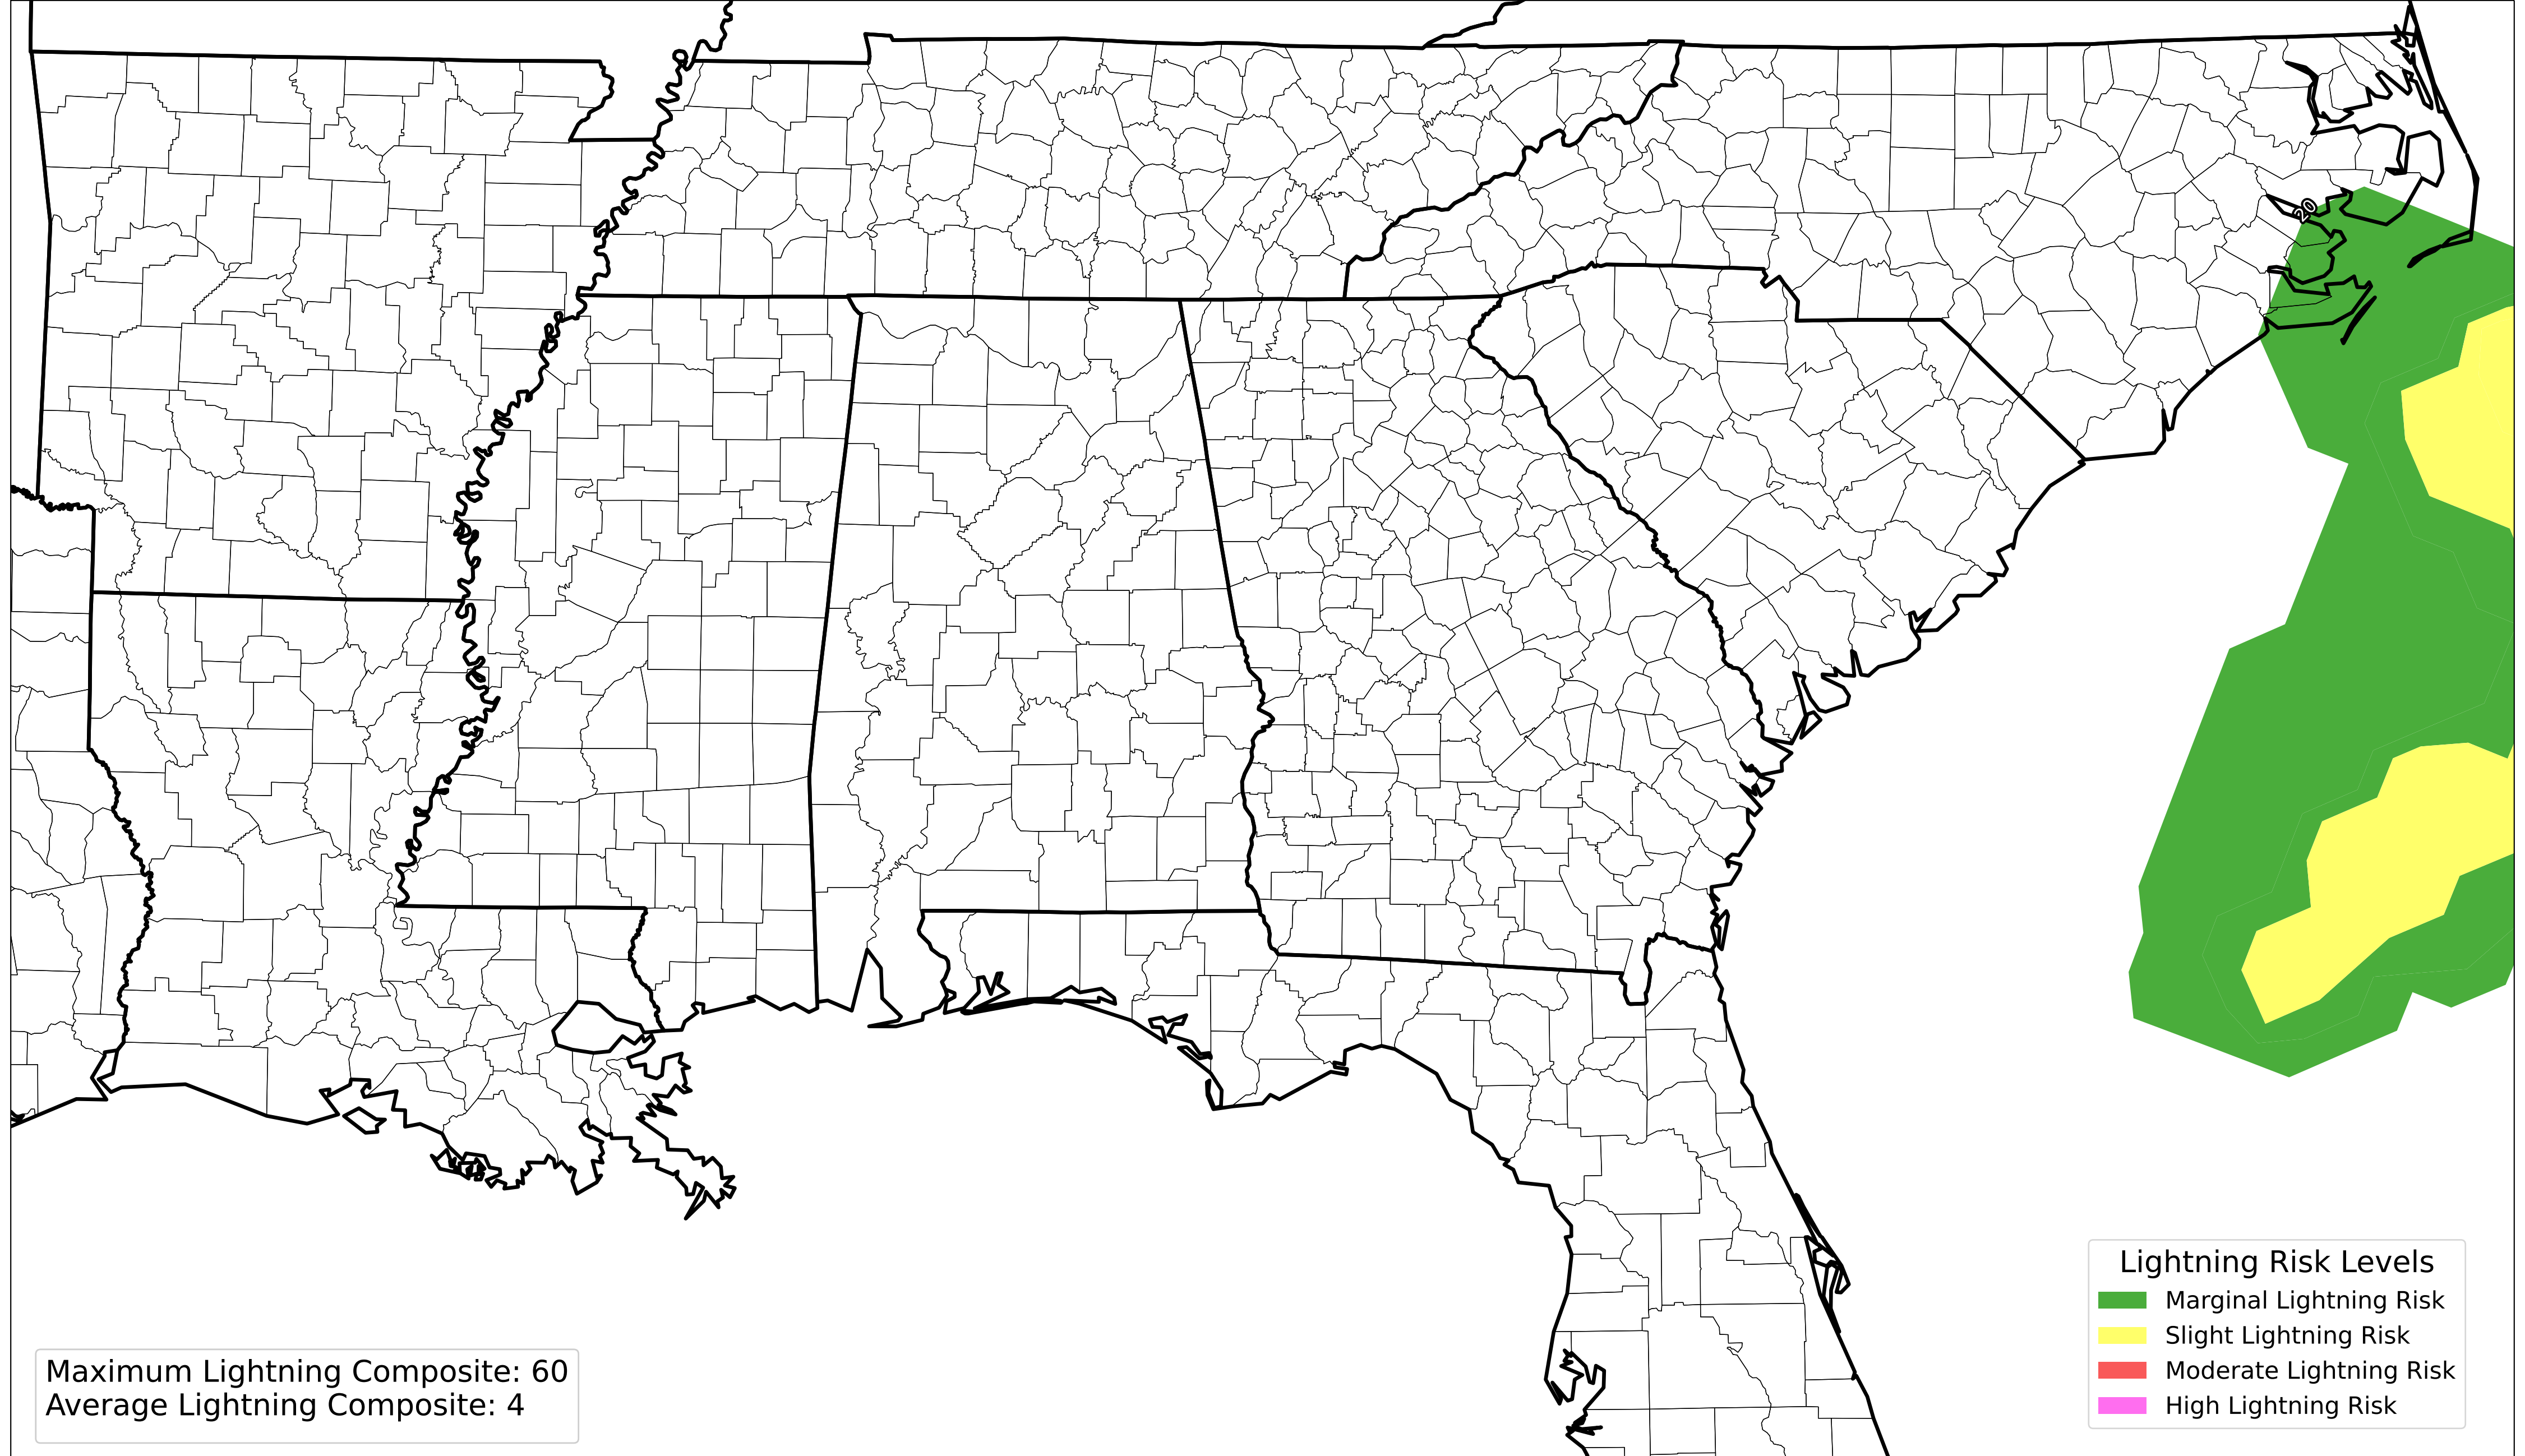 20
Lightning Risk Levels
Marginal Lightning Risk
Slight Lightning Risk
Moderate Lightning Risk
High Lightning Risk
Maximum Lightning Composite: 60
Average Lightning Composite: 4